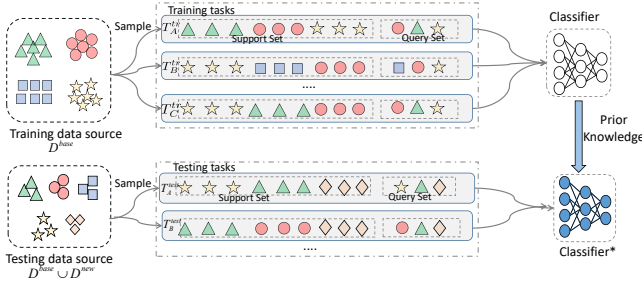 Training tasks
Sample
T_A^tr
Support Set
Query Set
T_B^tr
....
T_C^tr
Training data source
D^base
Classifier
Prior
Knowledge
Testing tasks
Sample
T_A^test
Support Set
Query Set
T_B^test
....
Testing data source
D^base ∪ D^new
Classifier*